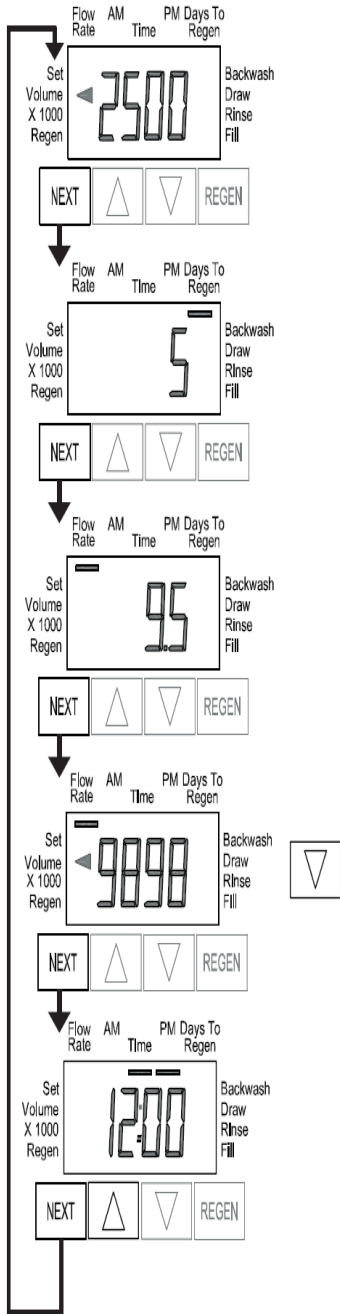 Flow AM PM Days To
Rate Time Regen
Set Backwash
Volume 2500 Draw
X 1000 Rinse
Regen Fill
NEXT REGEN
Flow AM PM Days To
Rate TIme Regen
Set Backwash
Volume 5 Draw
X 1000 RInse
Regen Fill
NEXT REGEN
Flow AM PM Days To
Rate Time Regen
Set Backwash
Volume 9.5 Draw
X 1000 Rinse
Regen Fill
NEXT REGEN
Flow AM PM Days To
Rate TIme Regen
Set Backwash
Volume 9898 Draw
X 1000 RInse
Regen FIll
NEXT REGEN
Flow AM PM Days To
Rate TIme Regen
Set Backwash
Volume 12:00 Draw
X 1000 RInse
Regen Fill
NEXT REGEN